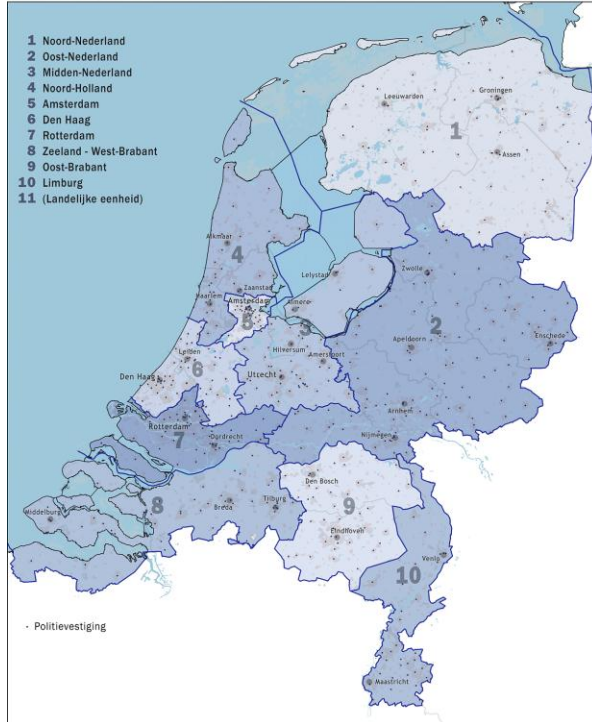 1 Noord-Nederland
2 Oost-Nederland
3 Midden-Nederland
4 Noord-Holland
5 Amsterdam
6 Den Haag
7 Rotterdam
8 Zeeland - West-Brabant
9 Oost-Brabant
10 Limburg
11 (Landelijke eenheid)
Leeuwarden
Groningen
1
Assen
Alkmaar
4
Zaanstad
Haarlem
Amsterdam
5
Lelystad
Almere
3
Zwolle
2
Apeldoorn
Enschede
Hilversum
Amersfoort
Utrecht
Leiden
Den Haag
6
Rotterdam
7
Dordrecht
Arnhem
Nijmegen
Middelburg
8
Breda
Tilburg
Den Bosch
9
Eindhoven
Venlo
10
Maastricht
· Politievestiging